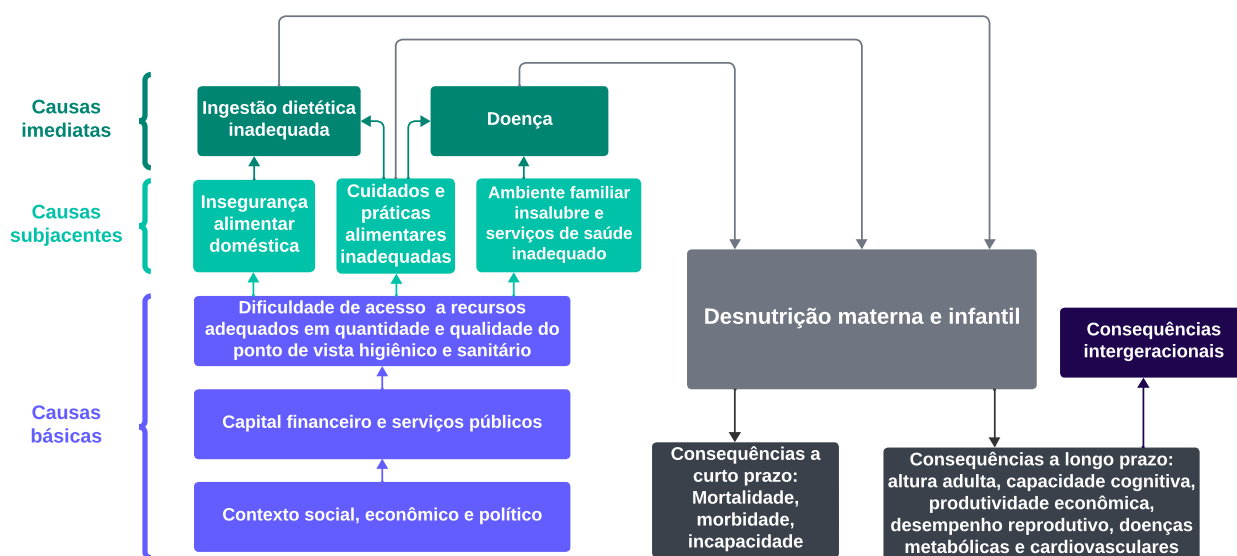 Causas
imediatas
Ingestão dietética
inadequada
Doença
Causas
subjacentes
Insegurança
alimentar
doméstica
Cuidados e
práticas
alimentares
inadequadas
Ambiente familiar
insalubre e
serviços de saúde
inadequado
Causas
básicas
Dificuldade de acesso a recursos
adequados em quantidade e qualidade do
ponto de vista higiênico e sanitário
Capital financeiro e serviços públicos
Contexto social, econômico e político
Desnutrição materna e infantil
Consequências
intergeracionais
Consequências a
curto prazo:
Mortalidade,
morbidade,
incapacidade
Consequências a longo prazo:
altura adulta, capacidade cognitiva,
produtividade econômica,
desempenho reprodutivo, doenças
metabólicas e cardiovasculares